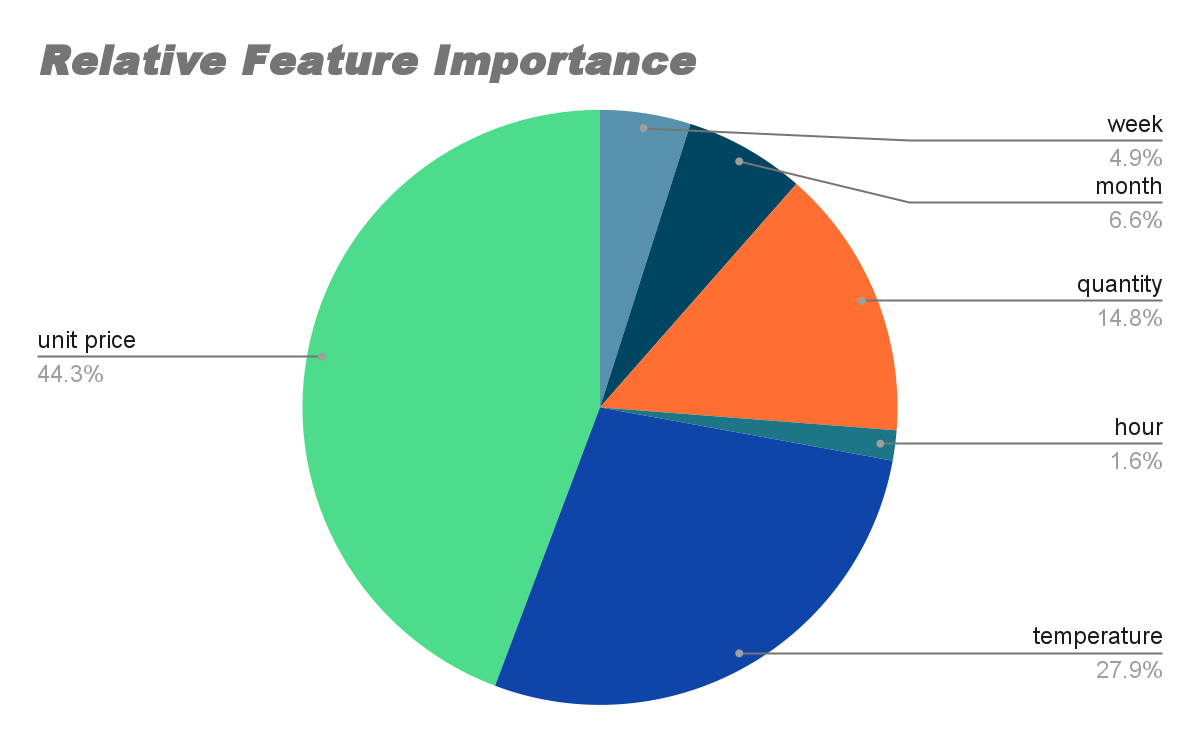 Relative Feature Importance
week
4.9%
month
6.6%
quantity
14.8%
unit price
44.3%
hour
1.6%
temperature
27.9%